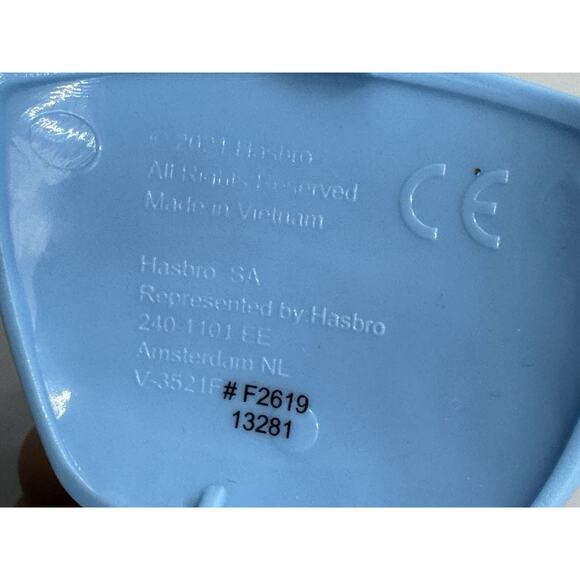 © 2021 Hasbro
All Rights Reserved
Made in Vietnam
CE
Hasbro SA
Represented by:Hasbro
240-1101 EE
Amsterdam NL
V-3521F
# F2619
13281